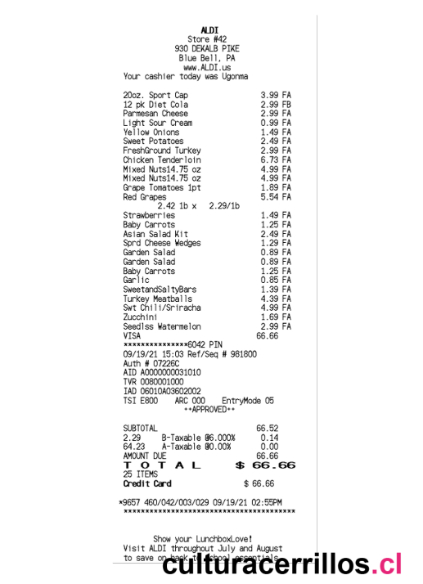 ALDI
Store #42
930 DEKALB PIKE
Blue Bell, PA
www.ALDI.us
Your cashier today was Ugonma
20oz. Sport Cap 3.99 FA
12 pk Diet Cola 2.99 FB
Parmesan Cheese 2.99 FA
Light Sour Cream 0.99 FA
Yellow Onions 1.49 FA
Sweet Potatoes 2.49 FA
FreshGround Turkey 2.99 FA
Chicken Tenderloin 6.73 FA
Mixed Nuts14.75 oz 4.99 FA
Mixed Nuts14.75 oz 4.99 FA
Grape Tomatoes 1pt 1.69 FA
Red Grapes 5.54 FA
2.42 lb x 2.29/lb
Strawberries 1.49 FA
Baby Carrots 1.25 FA
Asian Salad Kit 2.49 FA
Sprd Cheese Wedges 1.29 FA
Garden Salad 0.89 FA
Garden Salad 0.89 FA
Baby Carrots 1.25 FA
Garlic 0.85 FA
SweetandSaltyBars 1.39 FA
Turkey Meatballs 4.39 FA
Swt Chili/Sriracha 4.99 FA
Zucchini 1.69 FA
Seedlss Watermelon 2.99 FA
VISA 66.66
***************6042 PIN
09/19/21 15:03 Ref/Seq # 981800
Auth # 07226C
AID A0000000031010
TVR 0080001000
IAD 06010A03602002
TSI E800 ARC 000 EntryMode 05
**APPROVED**
SUBTOTAL 66.52
2.29 B-Taxable @6.000% 0.14
64.23 A-Taxable @0.00% 0.00
AMOUNT DUE 66.66
TOTAL $ 66.66
25 ITEMS
Credit Card $ 66.66
*9657 460/042/003/029 09/19/21 02:55PM
****************************************
Show your LunchboxLove!
Visit ALDI throughout July and August
to save on back to school essentials
culturacerrillos.cl